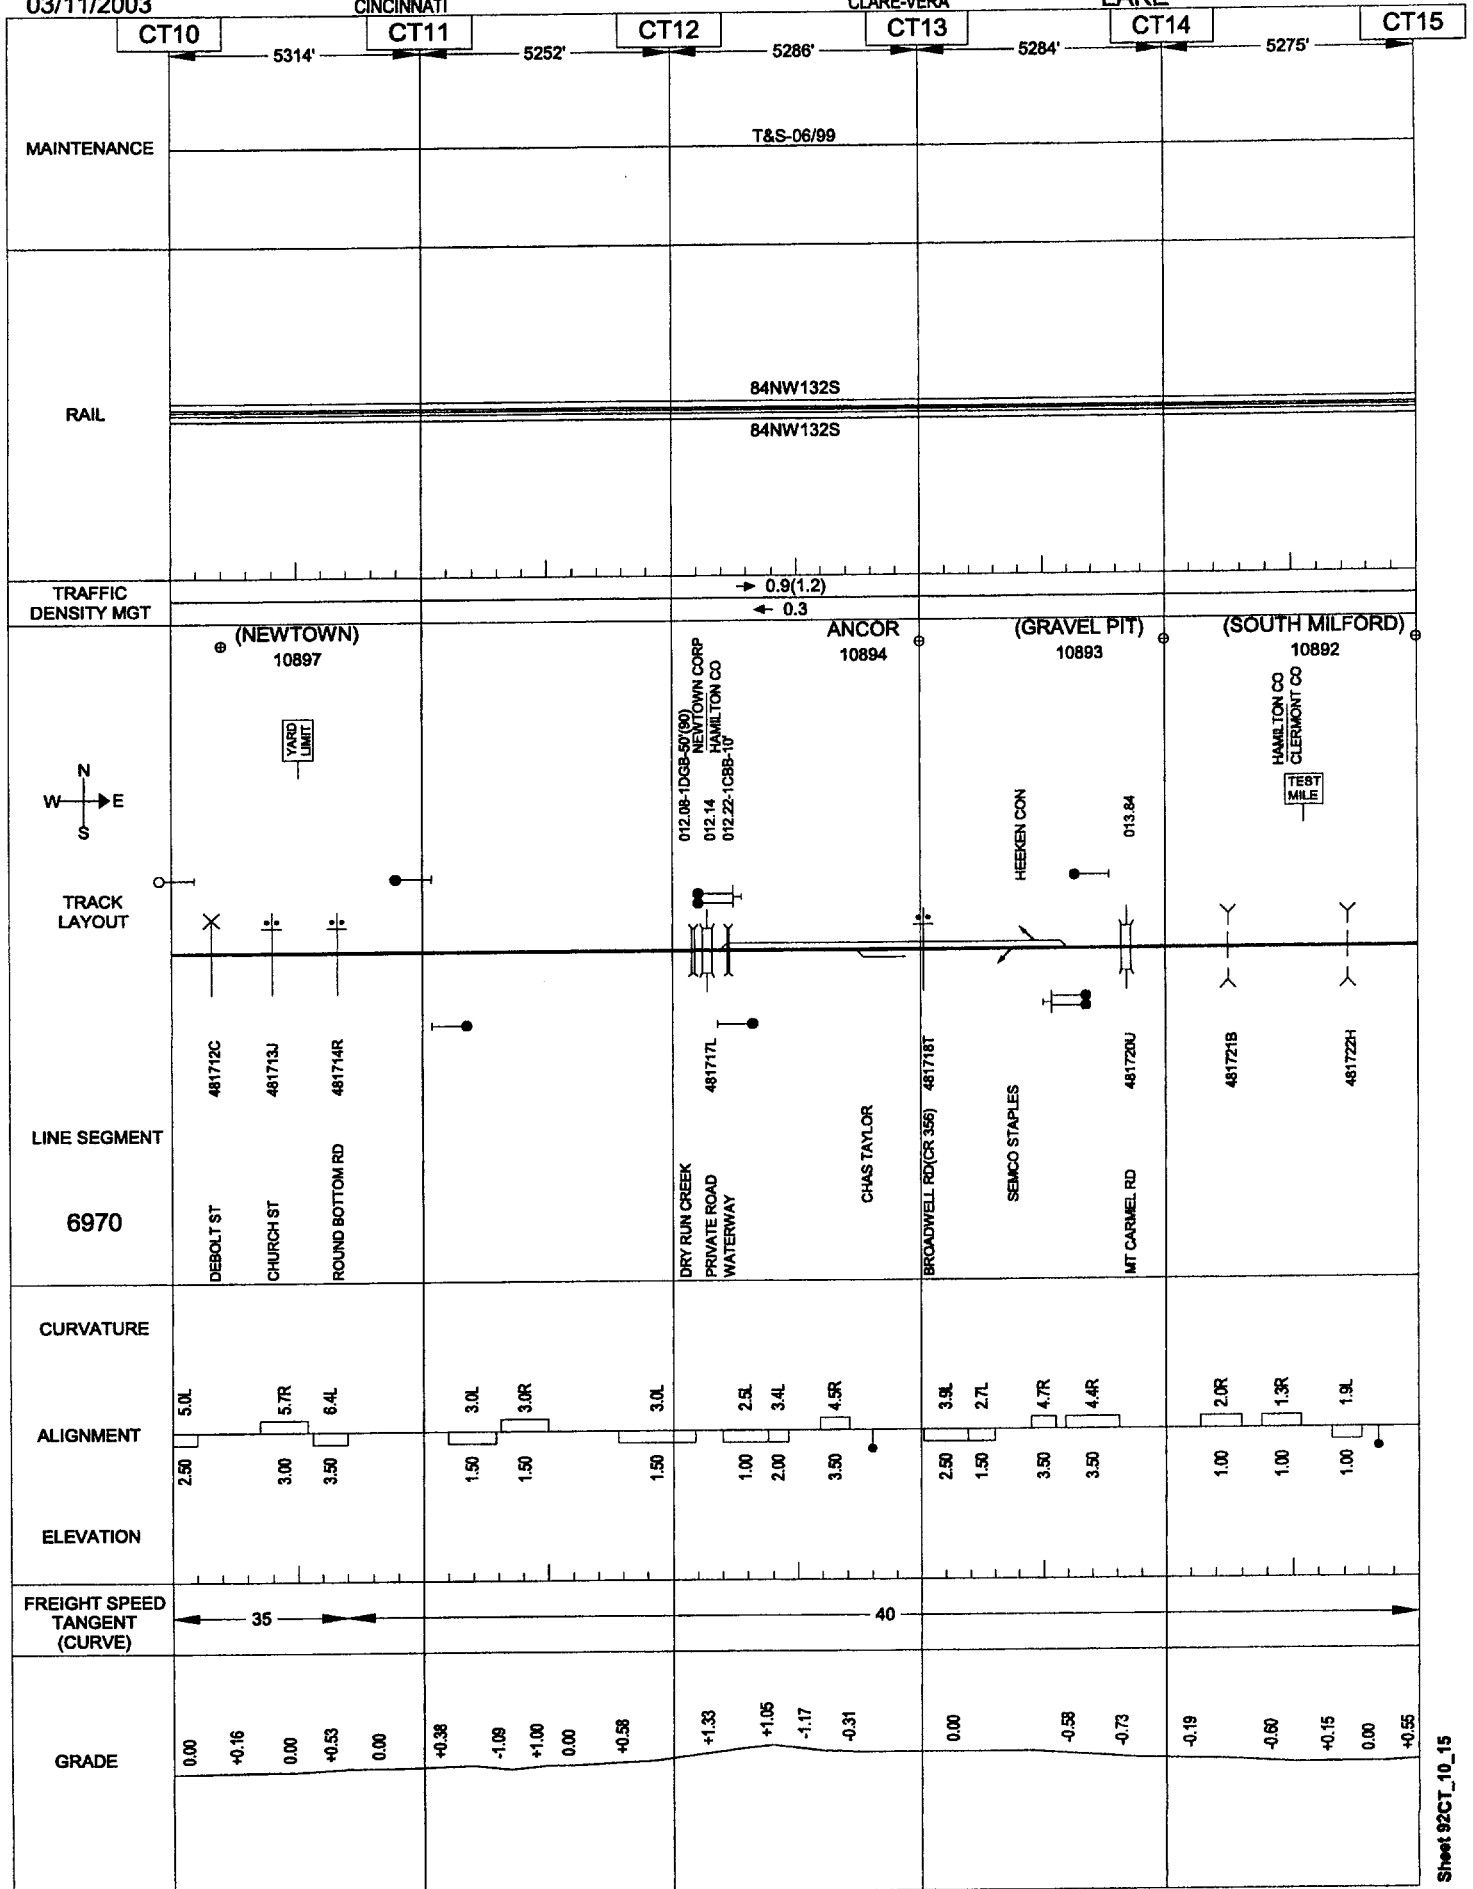 03/11/2003
CINCINNATI
CLARE-VERA
LAKE
CT10
CT11
CT12
CT13
CT14
CT15
5314'
5252'
5286'
5284'
5275'
MAINTENANCE
T&S-06/99
RAIL
84NW132S
84NW132S
TRAFFIC
DENSITY MGT
0.9(1.2)
0.3
(NEWTOWN)
10897
ANCOR
10894
(GRAVEL PIT)
10893
(SOUTH MILFORD)
10892
YARD
LIMIT
012.08-1DGB-50'(90)
NEWTOWN CORP
HAMILTON CO
012.14
012.22-1CBB-10'
HEEKEN CON
013.84
HAMILTON CO
CLERMONT CO
TEST
MILE
N
W E
S
TRACK
LAYOUT
481712C
481713J
481714R
481717L
481718T
481720U
481721B
481722H
LINE SEGMENT
6970
DEBOLT ST
CHURCH ST
ROUND BOTTOM RD
DRY RUN CREEK
PRIVATE ROAD
WATERWAY
CHAS TAYLOR
BROADWELL RD(CR 356)
SEMCO STAPLES
MT CARMEL RD
CURVATURE
5.0L
5.7R
6.4L
3.0L
3.0R
3.0L
2.5L
3.4L
4.5R
3.9L
2.7L
4.7R
4.4R
2.0R
1.3R
1.9L
ALIGNMENT
2.50
3.00
3.50
1.50
1.50
1.50
1.00
2.00
3.50
2.50
1.50
3.50
3.50
1.00
1.00
1.00
ELEVATION
FREIGHT SPEED
TANGENT
(CURVE)
35
40
GRADE
0.00
+0.16
0.00
+0.53
0.00
+0.38
-1.09
+1.00
0.00
+0.58
+1.33
+1.05
-1.17
-0.31
0.00
-0.58
-0.73
-0.19
-0.60
+0.15
0.00
+0.55
Sheet 92CT_10_15